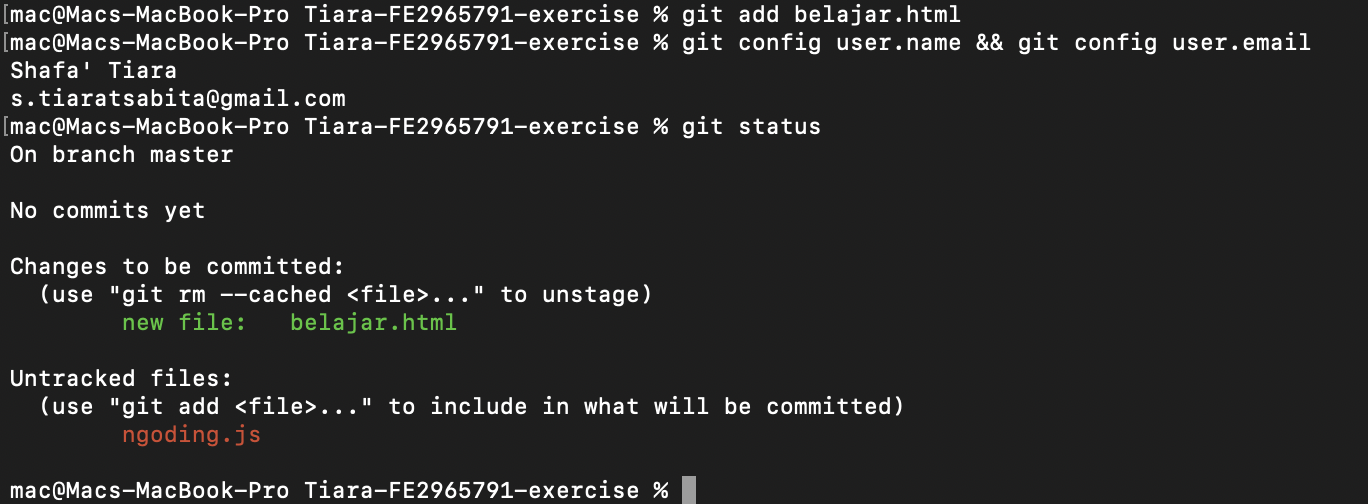 [mac@Macs-MacBook-Pro Tiara-FE2965791-exercise % git add belajar.html
[mac@Macs-MacBook-Pro Tiara-FE2965791-exercise % git config user.name && git config user.email
Shafa' Tiara
s.tiaratsabita@gmail.com
[mac@Macs-MacBook-Pro Tiara-FE2965791-exercise % git status
On branch master
No commits yet
Changes to be committed:
  (use "git rm --cached <file>..." to unstage)
        new file:   belajar.html
Untracked files:
  (use "git add <file>..." to include in what will be committed)
        ngoding.js
mac@Macs-MacBook-Pro Tiara-FE2965791-exercise %